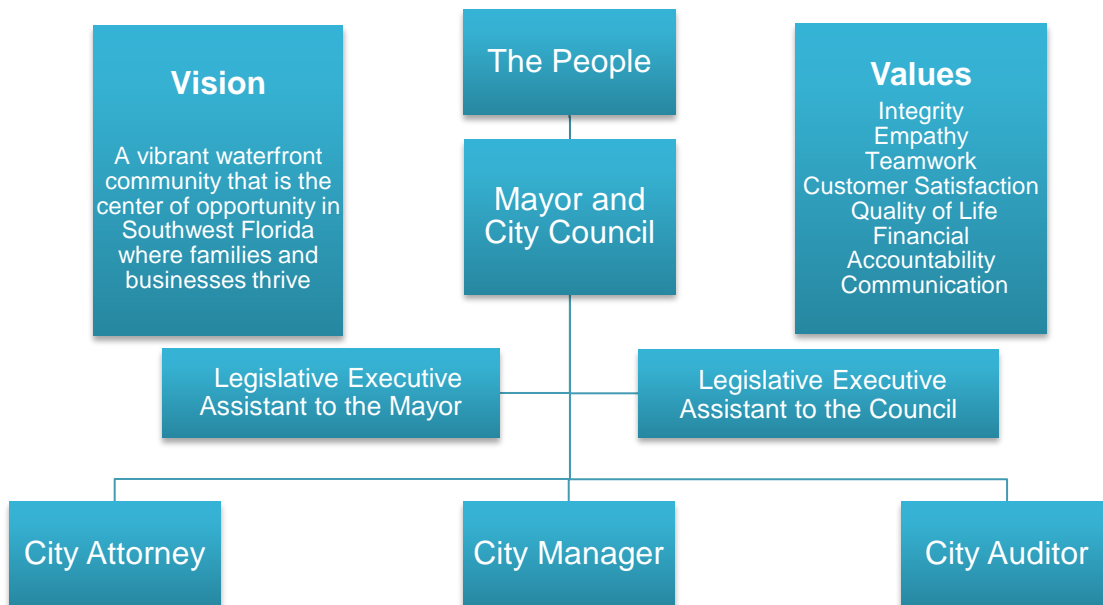 Vision
A vibrant waterfront
community that is the
center of opportunity in
Southwest Florida
where families and
businesses thrive
The People
Mayor and
City Council
Values
Integrity
Empathy
Teamwork
Customer Satisfaction
Quality of Life
Financial
Accountability
Communication
Legislative Executive
Assistant to the Mayor
Legislative Executive
Assistant to the Council
City Attorney
City Manager
City Auditor